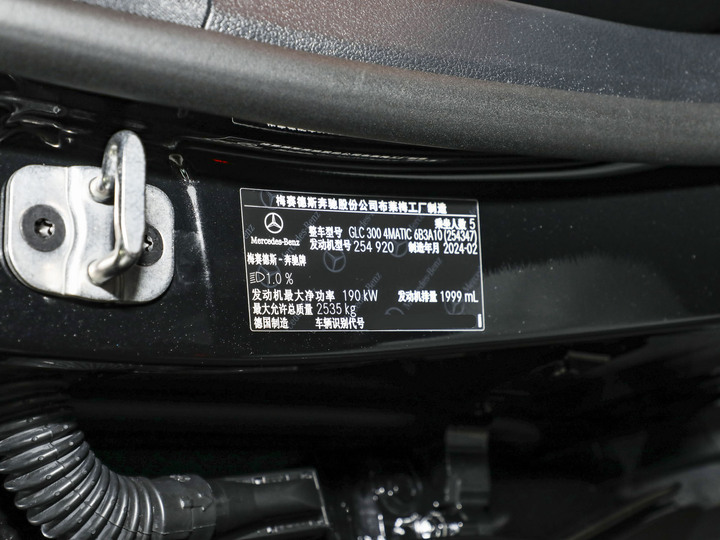 梅赛德斯奔驰股份公司布莱梅工厂制造
乘坐人数 5
整车型号 GLC 300 4MATIC 6B3A10 (254347)
Mercedes-Benz 发动机型号 254 920 制造年月 2024-02
梅赛德斯-奔驰牌
1.0 %
发动机最大净功率 190 kW 发动机排量 1999 mL
最大允许总质量 2535 kg
德国制造 车辆识别代号